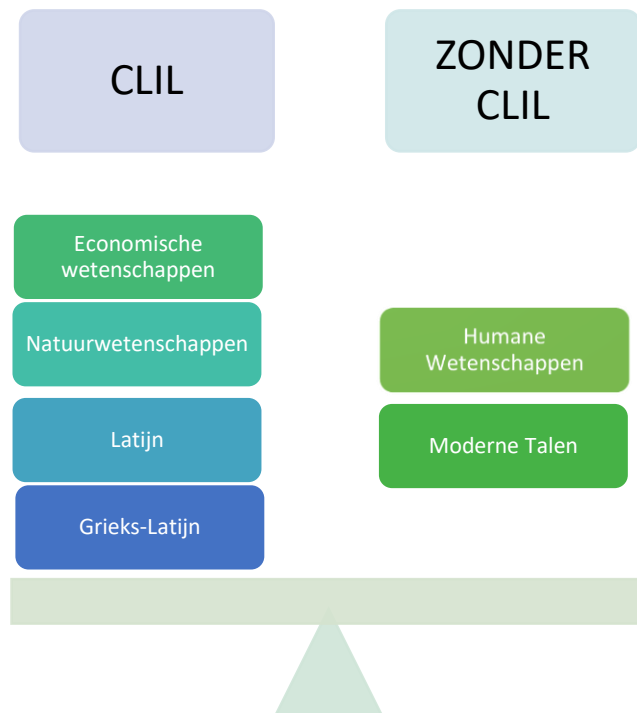 CLIL
ZONDER
CLIL
Economische
wetenschappen
Natuurwetenschappen
Latijn
Grieks-Latijn
Humane
Wetenschappen
Moderne Talen